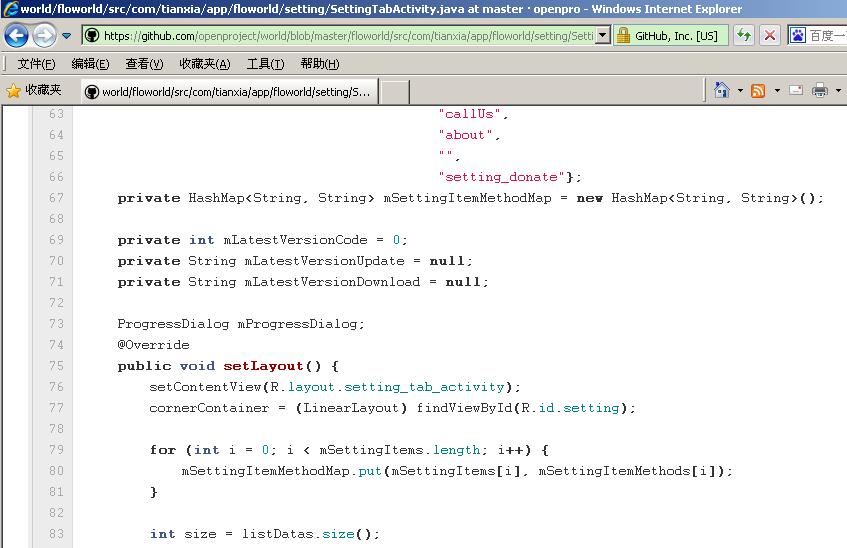 world/floworld/src/com/tianxia/app/floworld/setting/SettingTabActivity.java at master · openpro - Windows Internet Explorer
https://github.com/openproject/world/blob/master/floworld/src/com/tianxia/app/floworld/setting/Setti
GitHub, Inc. [US]
百度一
文件(F) 编辑(E) 查看(V) 收藏夹(A) 工具(T) 帮助(H)
收藏夹
world/floworld/src/com/tianxia/app/floworld/setting/S...
63 "callUs",
64 "about",
65 "",
66 "setting_donate"};
67 private HashMap<String, String> mSettingItemMethodMap = new HashMap<String, String>();
68
69 private int mLatestVersionCode = 0;
70 private String mLatestVersionUpdate = null;
71 private String mLatestVersionDownload = null;
72
73 ProgressDialog mProgressDialog;
74 @Override
75 public void setLayout() {
76 setContentView(R.layout.setting_tab_activity);
77 cornerContainer = (LinearLayout) findViewById(R.id.setting);
78
79 for (int i = 0; i < mSettingItems.length; i++) {
80 mSettingItemMethodMap.put(mSettingItems[i], mSettingItemMethods[i]);
81 }
82
83 int size = listDatas.size();